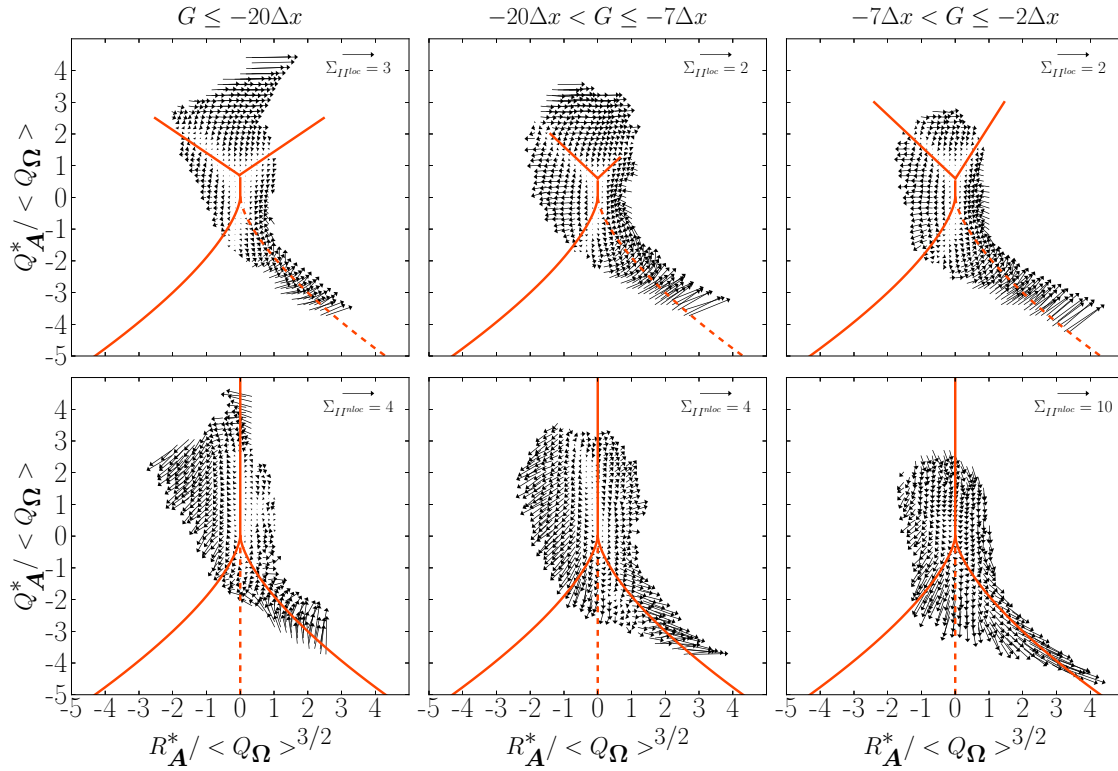 G ≤ −20Δx
−20Δx < G ≤ −7Δx
−7Δx < G ≤ −2Δx
Σ_{II^{loc}} = 3
Σ_{II^{loc}} = 2
Σ_{II^{loc}} = 2
Q*_A / < Q_Ω >
4
3
2
1
0
-1
-2
-3
-4
-5
Σ_{II^{nloc}} = 4
Σ_{II^{nloc}} = 4
Σ_{II^{nloc}} = 10
Q*_A / < Q_Ω >
4
3
2
1
0
-1
-2
-3
-4
-5
-5 -4 -3 -2 -1 0 1 2 3 4
-5 -4 -3 -2 -1 0 1 2 3 4
-5 -4 -3 -2 -1 0 1 2 3 4
R*_A / < Q_Ω >^{3/2}
R*_A / < Q_Ω >^{3/2}
R*_A / < Q_Ω >^{3/2}